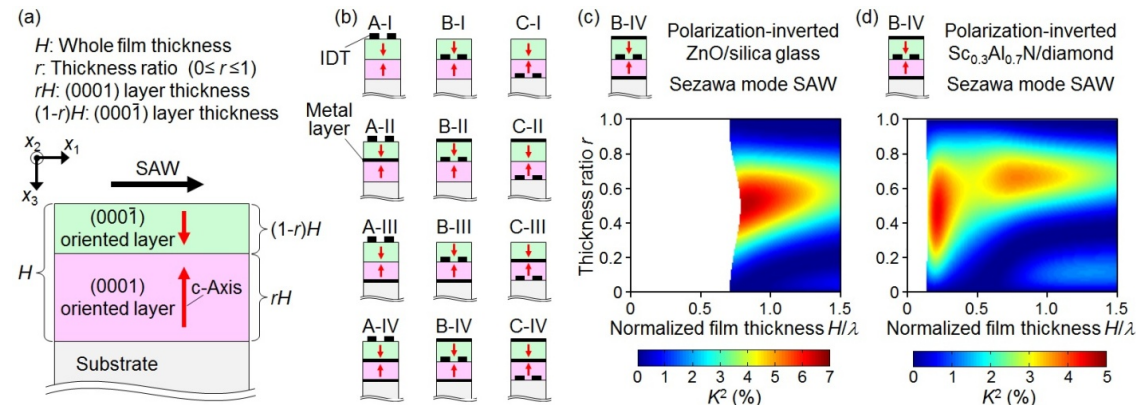 (a)
H: Whole film thickness
r: Thickness ratio (0≤ r ≤1)
rH: (0001) layer thickness
(1-r)H: (0001̄) layer thickness
x₂
x₁
x₃
SAW
(0001̄)
oriented layer
(1-r)H
H
(0001)
oriented layer
c-Axis
rH
Substrate
(b)
A-I
B-I
C-I
IDT
Metal
layer
A-II
B-II
C-II
A-III
B-III
C-III
A-IV
B-IV
C-IV
(c)
B-IV
Polarization-inverted
ZnO/silica glass
Sezawa mode SAW
Thickness ratio r
1.0
0.8
0.6
0.4
0.2
0
0
0.5
1.0
1.5
Normalized film thickness H/λ
0 1 2 3 4 5 6 7
K² (%)
(d)
B-IV
Polarization-inverted
Sc₀.₃Al₀.₇N/diamond
Sezawa mode SAW
1.0
0.8
0.6
0.4
0.2
0
0
0.5
1.0
1.5
Normalized film thickness H/λ
0 1 2 3 4 5
K² (%)